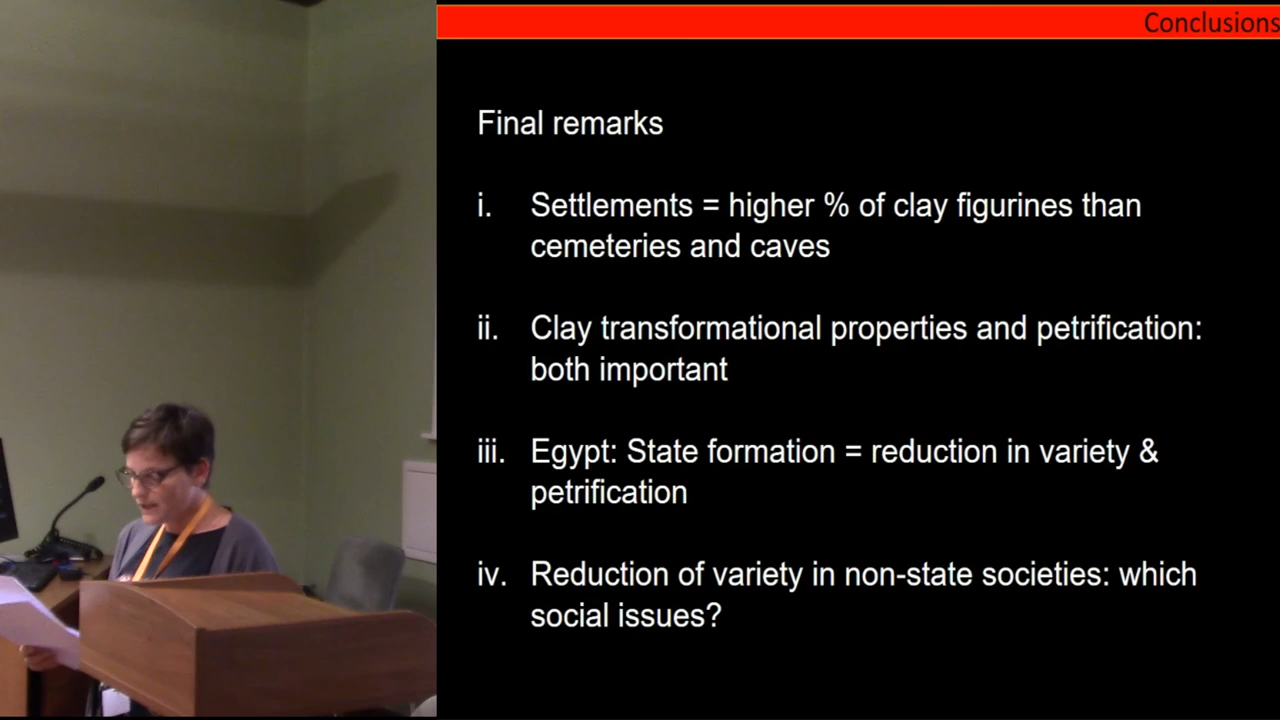 Conclusions
Final remarks
i. Settlements = higher % of clay figurines than
cemeteries and caves
ii. Clay transformational properties and petrification:
both important
iii. Egypt: State formation = reduction in variety &
petrification
iv. Reduction of variety in non-state societies: which
social issues?